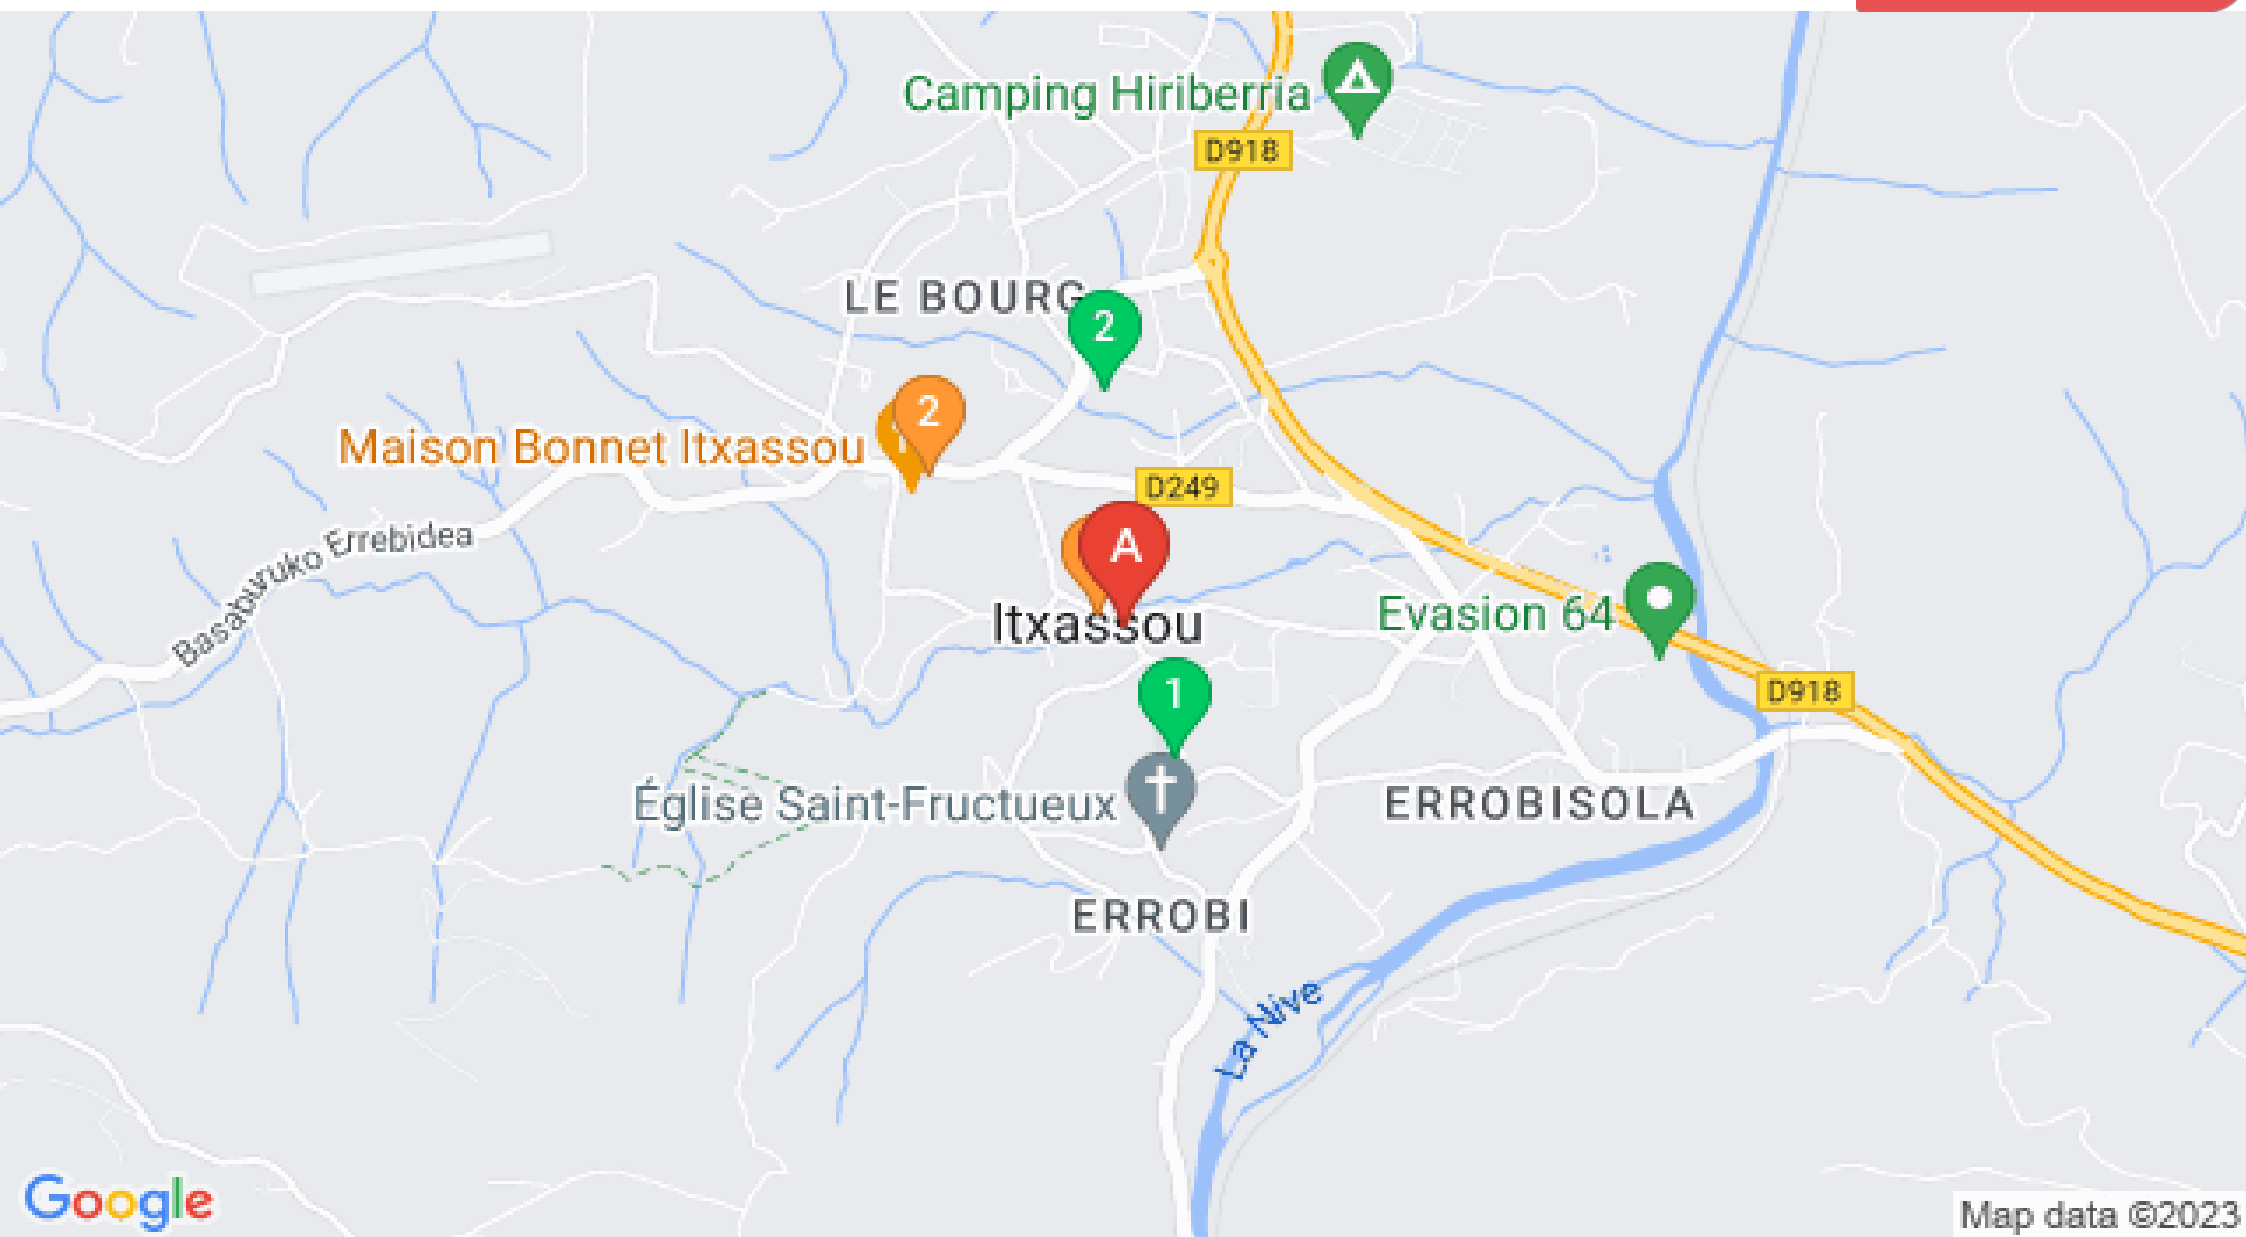 Camping Hiriberria
D918
LE BOURG
2
2
Maison Bonnet Itxassou
D249
Basaburuko Errebidea
A
Itxassou
Evasion 64
1
D918
Église Saint-Fructueux
ERROBISOLA
ERROBI
La Nive
Google
Map data ©2023